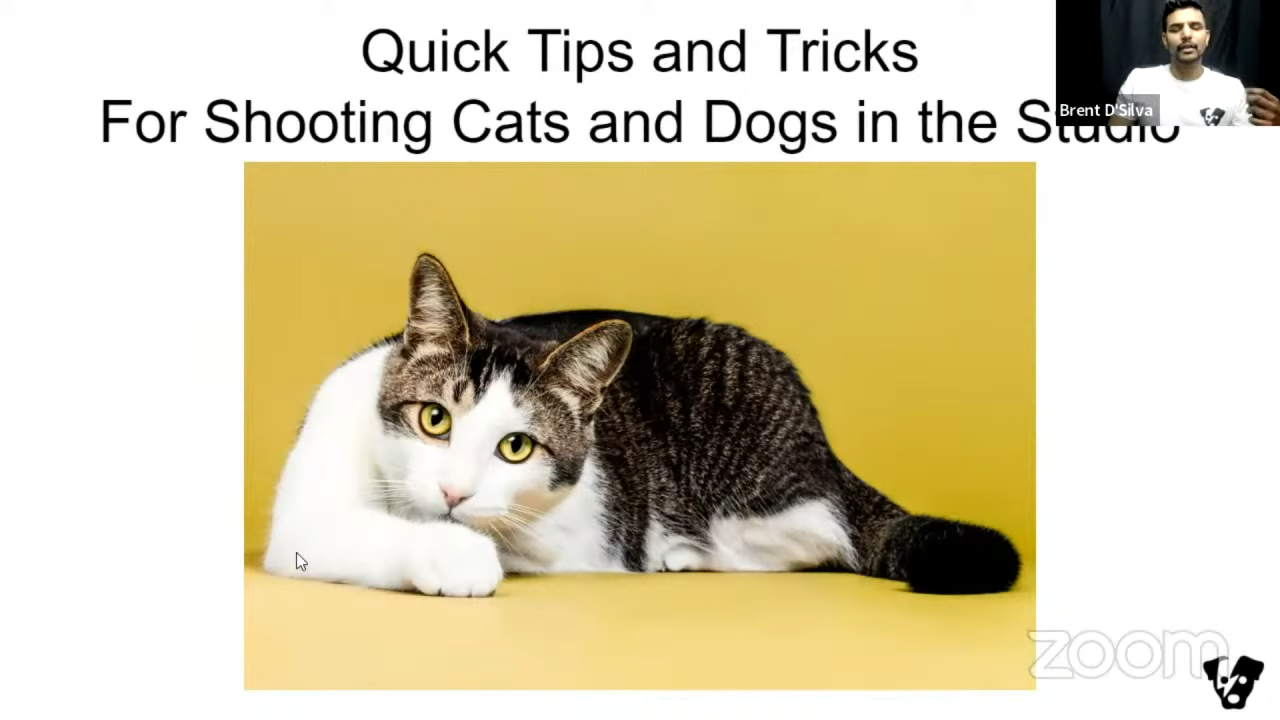 Quick Tips and Tricks
For Shooting Cats and Dogs in the Studio
Brent D'Silva
zoom